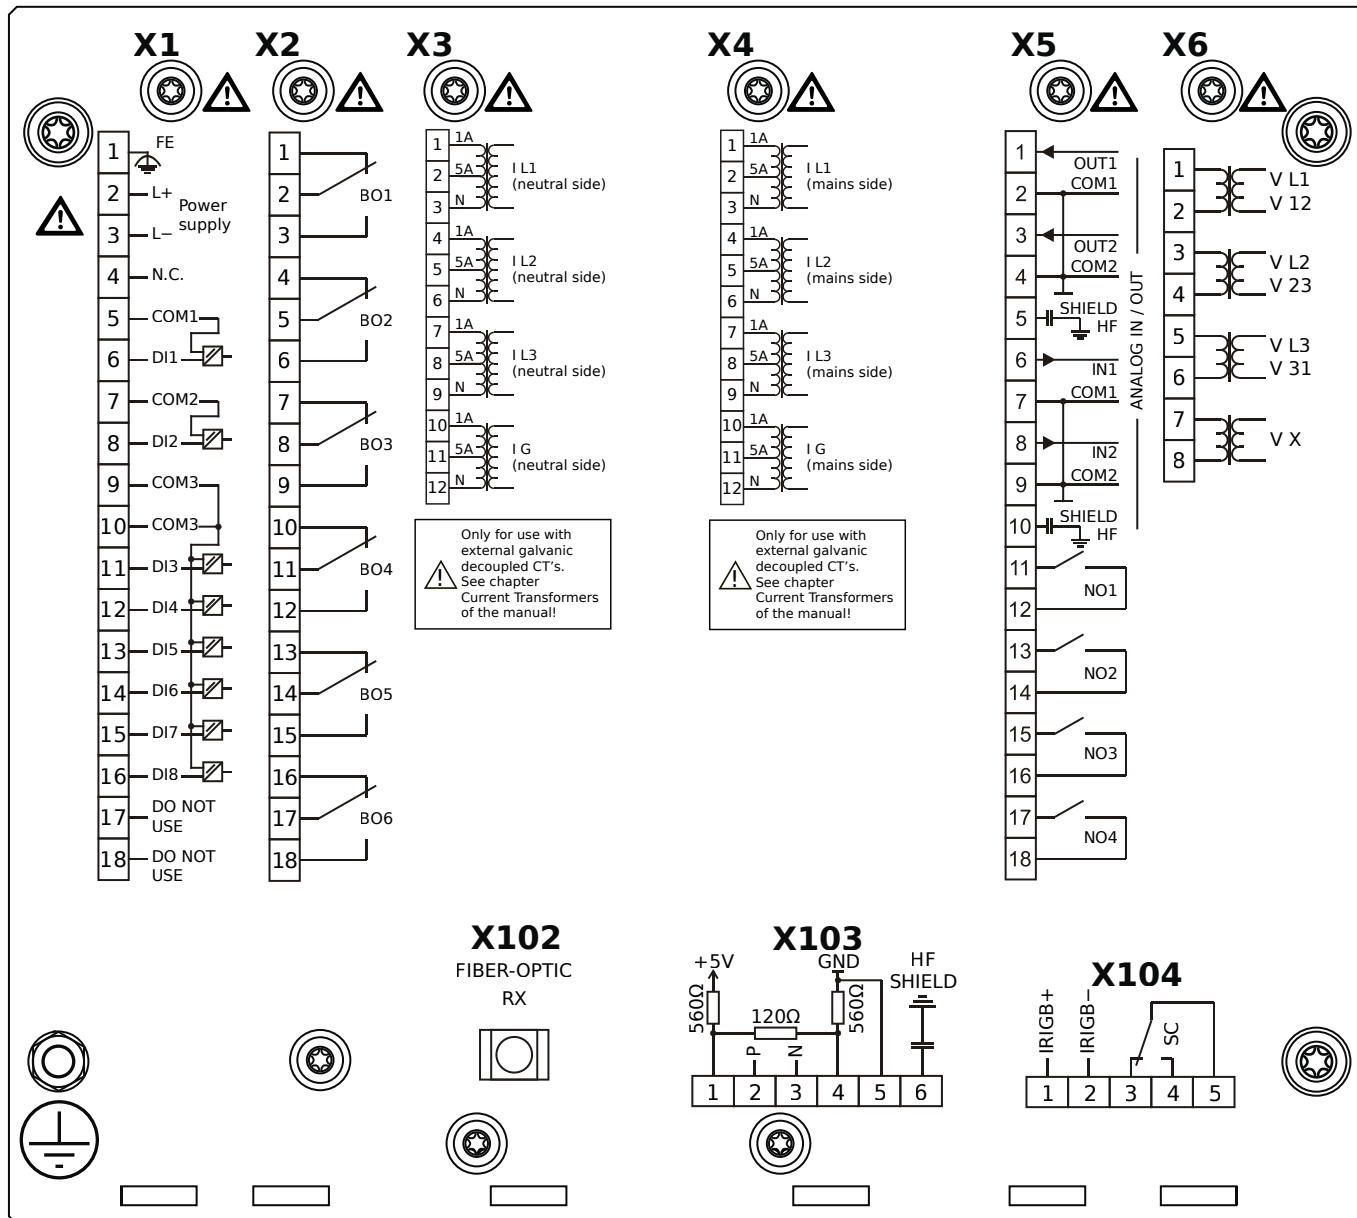 X1
X2
X3
X4
X5
X6
1
FE
2
L+
Power
supply
3
L−
4
N.C.
5
COM1
6
DI1
7
COM2
8
DI2
9
COM3
10
COM3
11
DI3
12
DI4
13
DI5
14
DI6
15
DI7
16
DI8
17
DO NOT
USE
18
DO NOT
USE
1
2
BO1
3
4
5
BO2
6
7
8
BO3
9
10
11
BO4
12
13
14
BO5
15
16
17
BO6
18
1
1A
2
5A
3
N
I L1
(neutral side)
4
1A
5
5A
6
N
I L2
(neutral side)
7
1A
8
5A
9
N
I L3
(neutral side)
10
1A
11
5A
12
N
I G
(neutral side)
Only for use with
external galvanic
decoupled CT's.
See chapter
Current Transformers
of the manual!
1
1A
2
5A
3
N
I L1
(mains side)
4
1A
5
5A
6
N
I L2
(mains side)
7
1A
8
5A
9
N
I L3
(mains side)
10
1A
11
5A
12
N
I G
(mains side)
Only for use with
external galvanic
decoupled CT's.
See chapter
Current Transformers
of the manual!
1
OUT1
2
COM1
3
OUT2
4
COM2
5
SHIELD
HF
6
IN1
7
COM1
8
IN2
9
COM2
10
SHIELD
HF
ANALOG IN / OUT
11
NO1
12
13
NO2
14
15
NO3
16
17
NO4
18
1
V L1
2
V 12
3
V L2
4
V 23
5
V L3
6
V 31
7
V X
8
X102
FIBER-OPTIC
RX
X103
+5V
GND
HF
SHIELD
560Ω
120Ω
560Ω
P
N
1
2
3
4
5
6
X104
IRIGB+
IRIGB−
SC
1
2
3
4
5